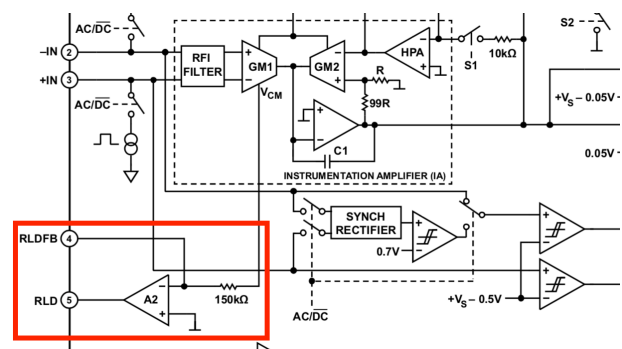 AC/DC
S2
–IN 2
RFI
FILTER
+
−
GM1
−
GM2
+
−
HPA
+
S1
10kΩ
+IN 3
VCM
R
99R
+VS – 0.05V
AC/DC
+
−
C1
0.05V
INSTRUMENTATION AMPLIFIER (IA)
SYNCH
RECTIFIER
+
−
0.7V
+
−
RLDFB 4
+
−
RLD 5
A2
−
+
150kΩ
AC/DC
+VS – 0.5V